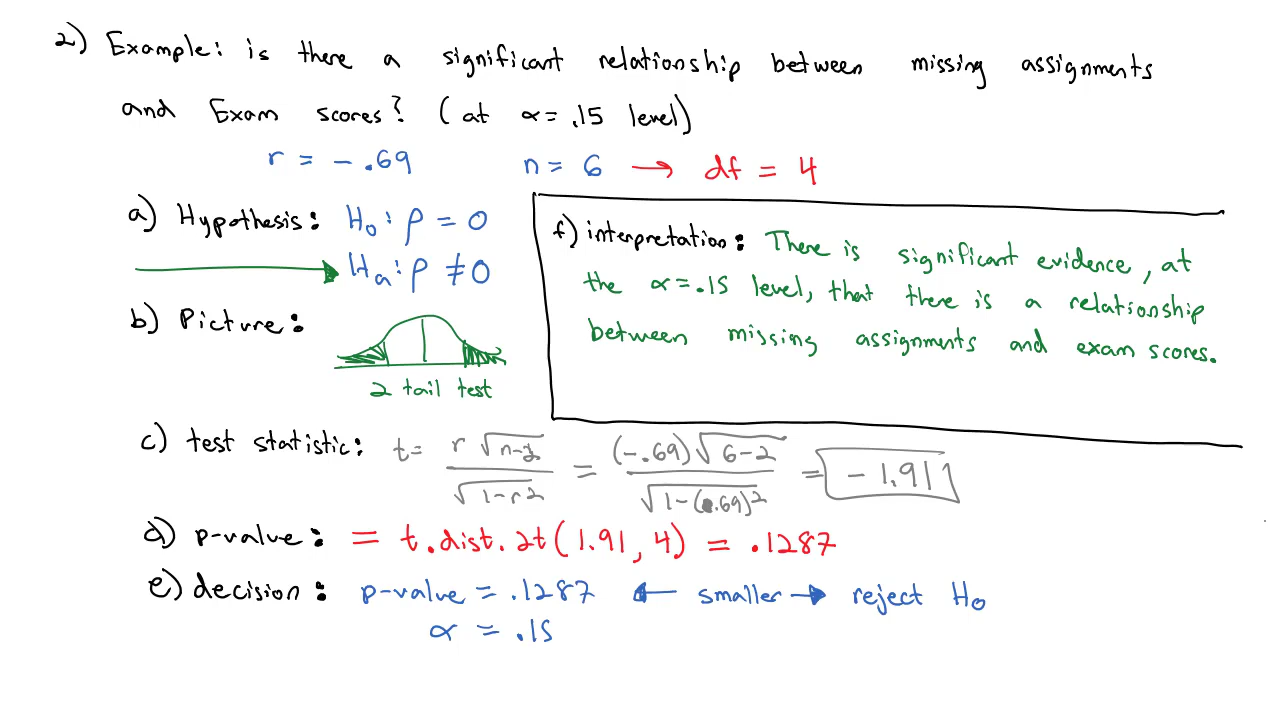 2) Example: is there a significant relationship between missing assignments
and Exam scores? (at α = .15 level)
r = -.69 n = 6 → df = 4
a) Hypothesis: H₀: ρ = 0
Hₐ: ρ ≠ 0
b) Picture:
2 tail test
f) interpretation: There is significant evidence, at
the α = .15 level, that there is a relationship
between missing assignments and exam scores.
c) test statistic: t = r √(n-2) / √(1-r²) = (-.69)√(6-2) / √(1-(-.69)²) = -1.911
d) p-value: = t.dist.2t(1.91, 4) = .1287
e) decision: p-value = .1287 ← smaller → reject H₀
α = .15